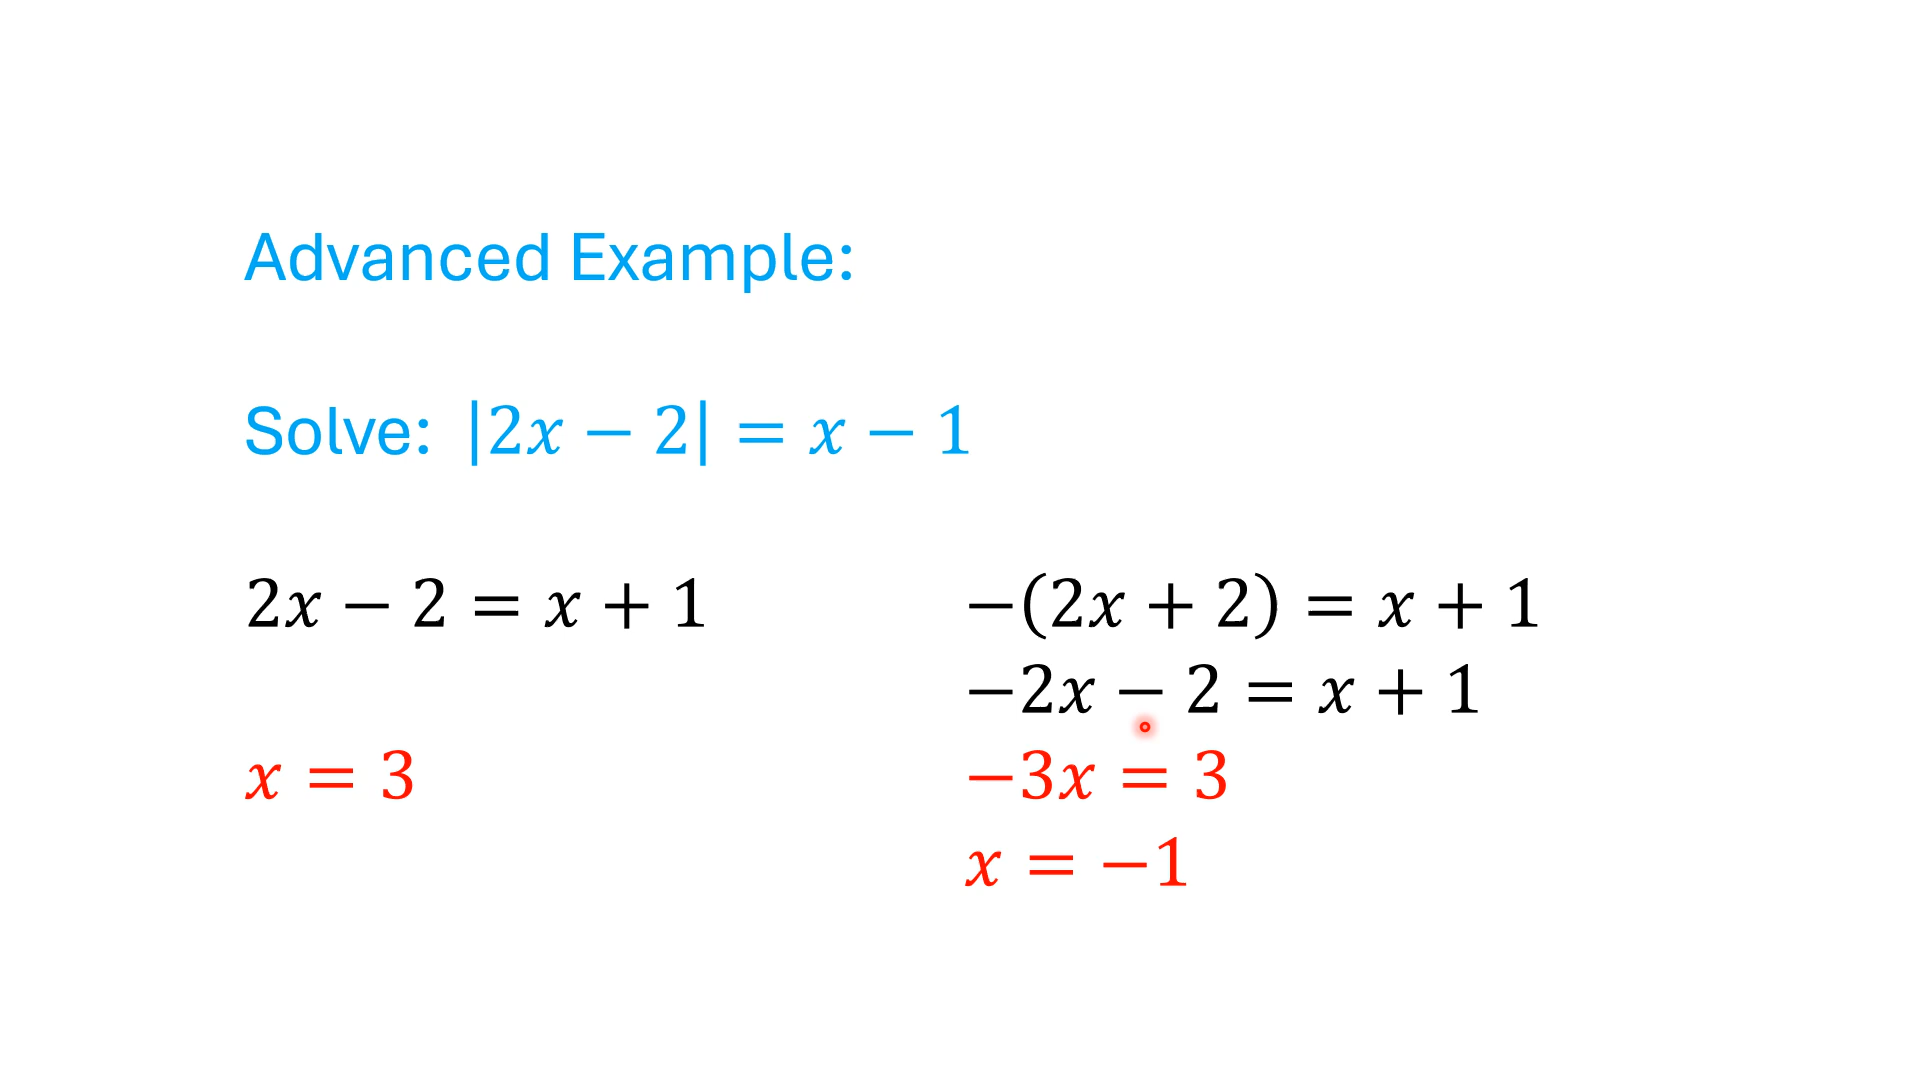 Advanced Example:
Solve: |2x − 2| = x − 1
2x − 2 = x + 1
x = 3
−(2x + 2) = x + 1
−2x − 2 = x + 1
−3x = 3
x = −1